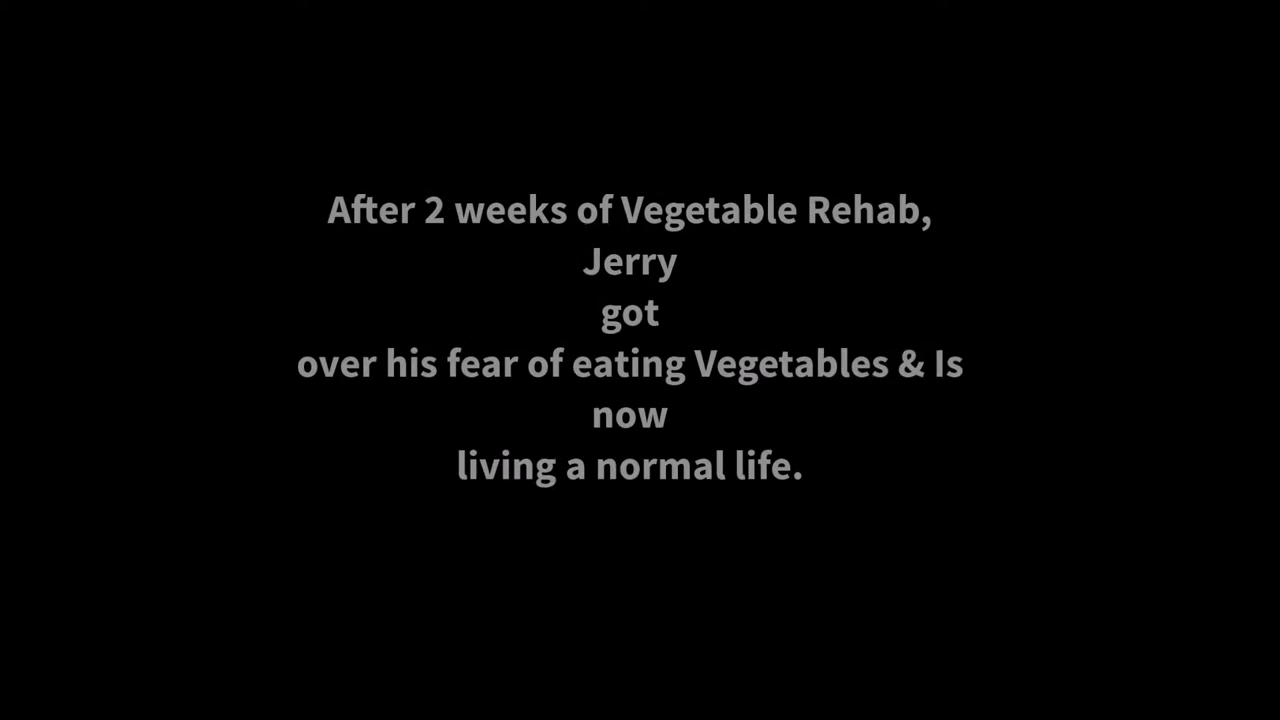 After 2 weeks of Vegetable Rehab,
Jerry
got
over his fear of eating Vegetables & Is
now
living a normal life.